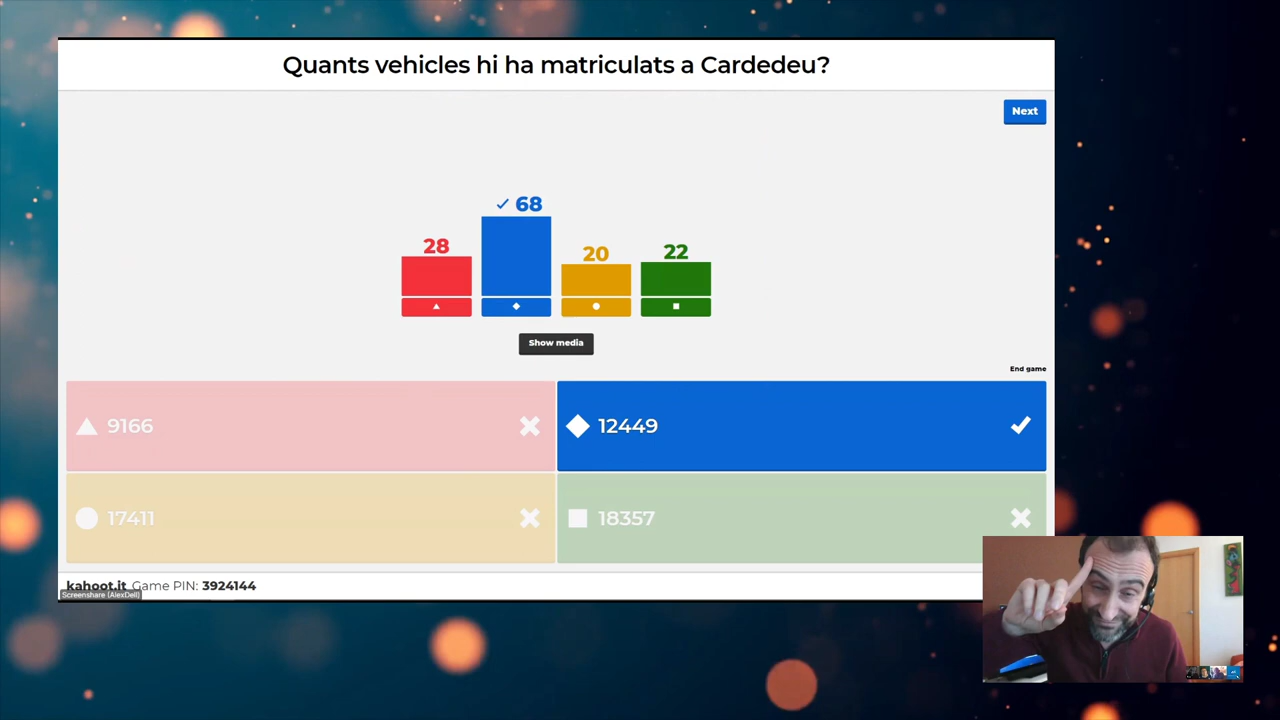 Quants vehicles hi ha matriculats a Cardedeu?
Next
28
68
20
22
Show media
End game
9166
12449
17411
18357
kahoot.it Game PIN: 3924144
Screenshare (AlexDell)